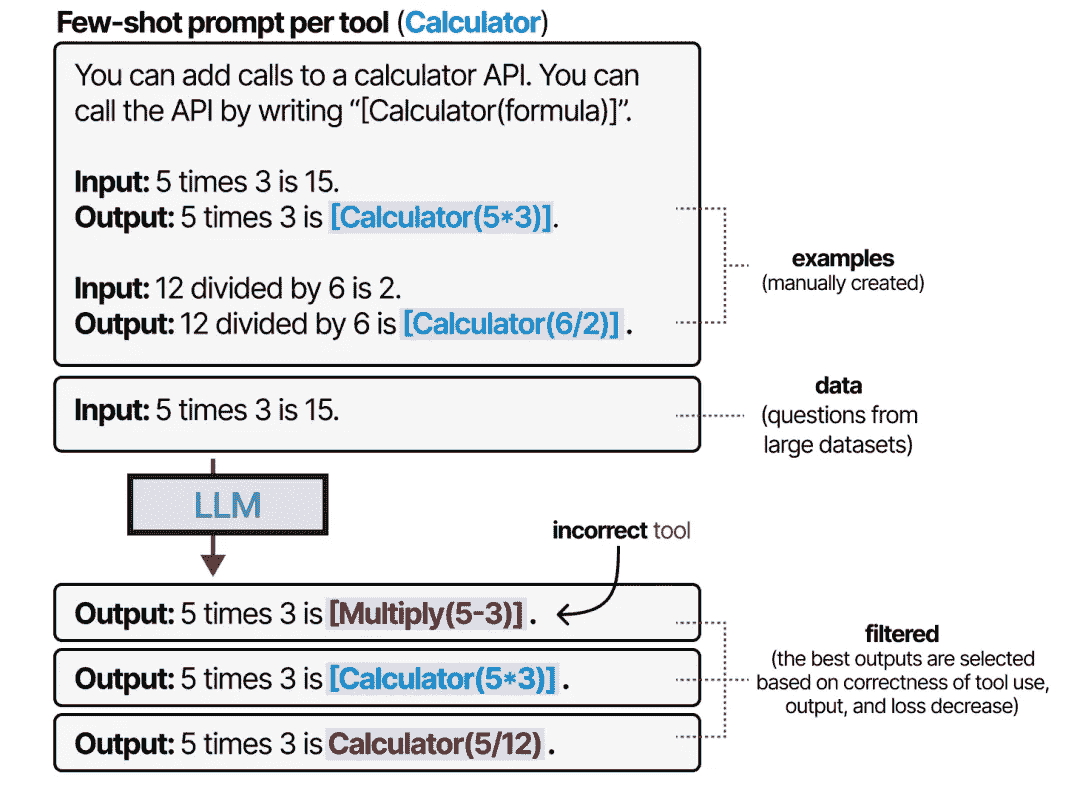 Few-shot prompt per tool (Calculator)
You can add calls to a calculator API. You can
call the API by writing “[Calculator(formula)]”.
Input: 5 times 3 is 15.
Output: 5 times 3 is [Calculator(5*3)].
Input: 12 divided by 6 is 2.
Output: 12 divided by 6 is [Calculator(6/2)] .
examples
(manually created)
Input: 5 times 3 is 15.
data
(questions from
large datasets)
LLM
incorrect tool
Output: 5 times 3 is [Multiply(5-3)] .
Output: 5 times 3 is [Calculator(5*3)] .
Output: 5 times 3 is Calculator(5/12) .
filtered
(the best outputs are selected
based on correctness of tool use,
output, and loss decrease)